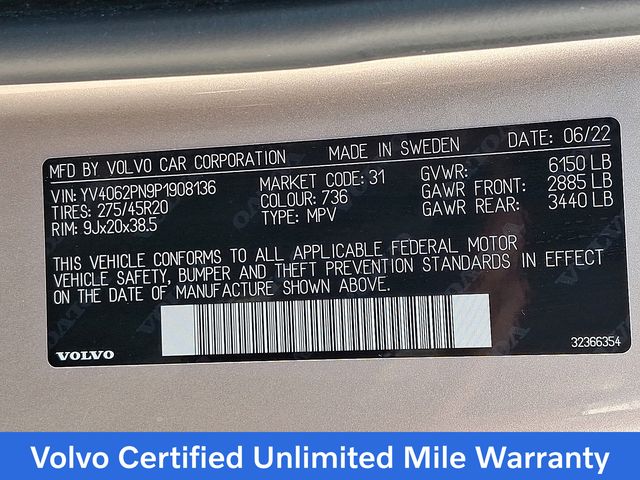 MFD BY VOLVO CAR CORPORATION MADE IN SWEDEN DATE: 06/22
VIN: YV4062PN9P1908136 MARKET CODE: 31 GVWR: 6150 LB
TIRES: 275/45R20 COLOUR: 736 GAWR FRONT: 2885 LB
RIM: 9Jx20x38.5 TYPE: MPV GAWR REAR: 3440 LB
THIS VEHICLE CONFORMS TO ALL APPLICABLE FEDERAL MOTOR
VEHICLE SAFETY, BUMPER AND THEFT PREVENTION STANDARDS IN EFFECT
ON THE DATE OF MANUFACTURE SHOWN ABOVE.
VOLVO 32366354
Volvo Certified Unlimited Mile Warranty